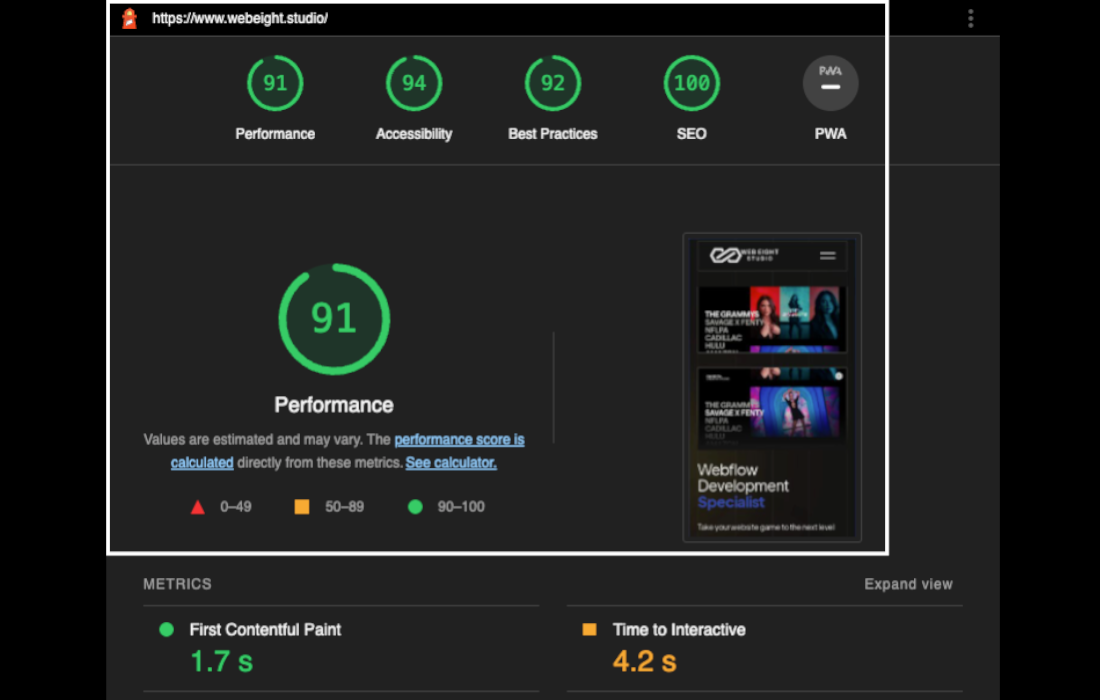 https://www.webeight.studio/
91
94
92
100
PWA
Performance
Accessibility
Best Practices
SEO
PWA
91
Performance
Values are estimated and may vary. The performance score is
calculated directly from these metrics. See calculator.
0–49
50–89
90–100
WEB EIGHT
STUDIO
THE GRAMMYS
SAVAGE X FENTY
NFLPA
CADILLAC
HULU
THE GRAMMYS
SAVAGE X FENTY
NFLPA
CADILLAC
HULU
Webflow
Development
Specialist
Take your website game to the next level
METRICS
Expand view
First Contentful Paint
1.7 s
Time to Interactive
4.2 s